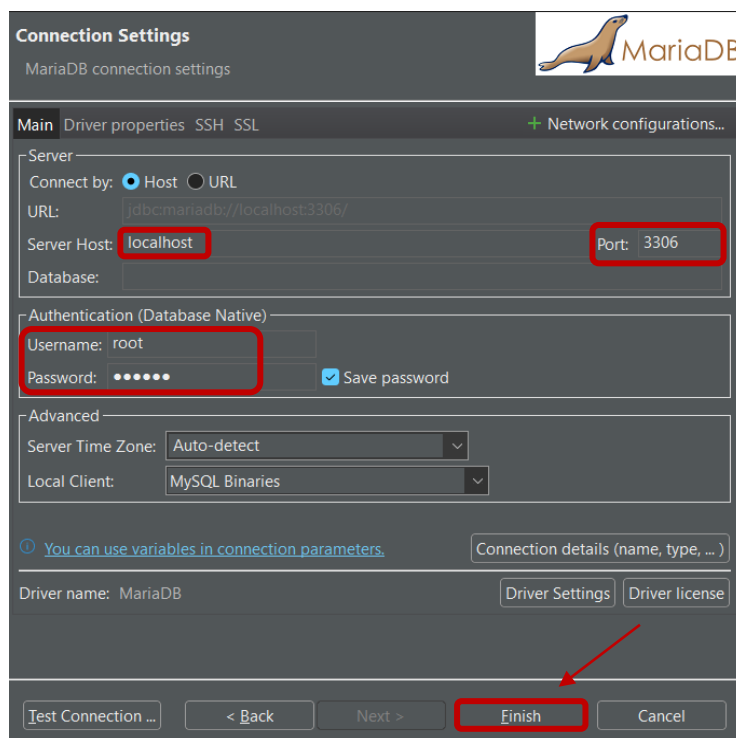 Connection Settings
MariaDB connection settings
MariaDB
Main Driver properties SSH SSL
+ Network configurations...
Server
Connect by: Host URL
URL: jdbc:mariadb://localhost:3306/
Server Host: localhost Port: 3306
Database:
Authentication (Database Native)
Username: root
Password: ••••••
Save password
Advanced
Server Time Zone: Auto-detect
Local Client: MySQL Binaries
You can use variables in connection parameters.
Connection details (name, type, ... )
Driver name: MariaDB
Driver Settings Driver license
Test Connection ... < Back Next > Finish Cancel